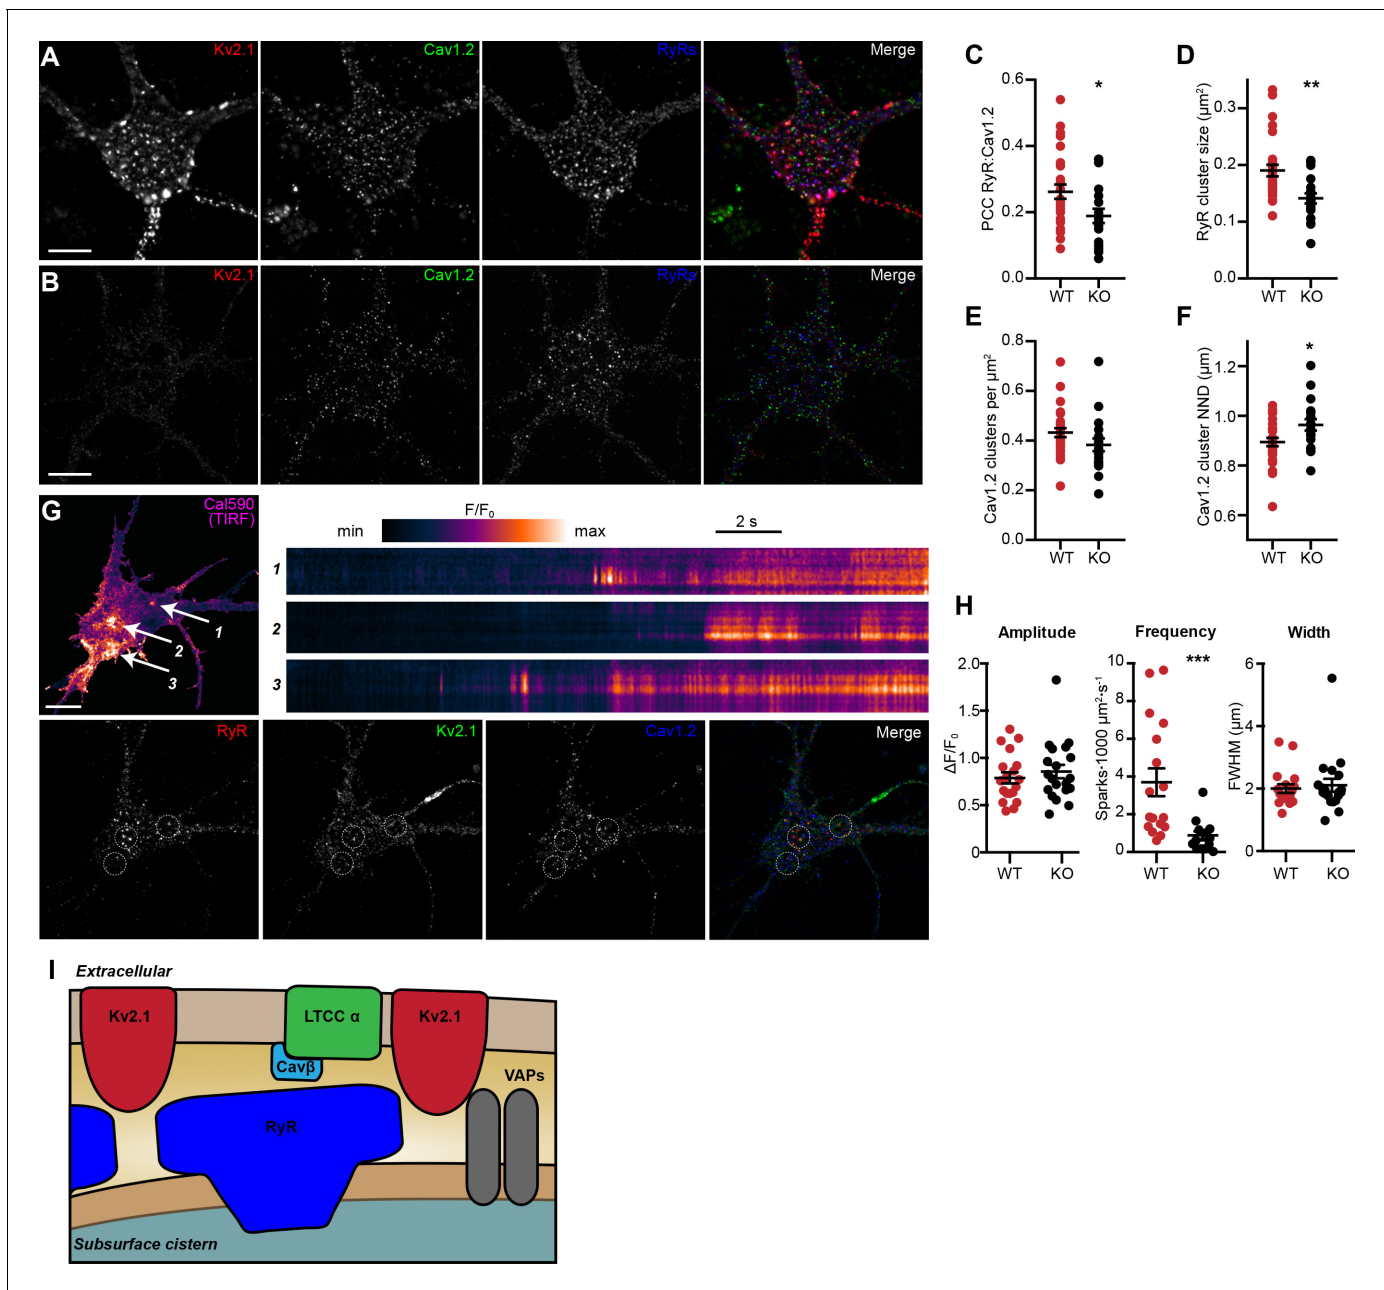 A
Kv2.1
Cav1.2
RyRs
Merge
B
Kv2.1
Cav1.2
RyRs
Merge
C
PCC RyR:Cav1.2
0.6
0.4
0.2
0.0
WT
KO
*
D
RyR cluster size (µm²)
0.3
0.2
0.1
0.0
WT
KO
**
E
Cav1.2 clusters per µm²
0.8
0.6
0.4
0.2
0.0
WT
KO
F
Cav1.2 cluster NND (µm)
1.2
1.0
0.8
0.6
WT
KO
*
G
Cal590
(TIRF)
1
2
3
F/F₀
min
max
2 s
1
2
3
RyR
Kv2.1
Cav1.2
Merge
H
Amplitude
ΔF/F₀
2.0
1.5
1.0
0.5
0.0
WT
KO
Frequency
***
Sparks·1000 µm²·s⁻¹
10
8
6
4
2
0
WT
KO
Width
FWHM (µm)
6
4
2
0
WT
KO
I
Extracellular
Kv2.1
LTCC α
Kv2.1
Cavβ
VAPs
RyR
Subsurface cistern